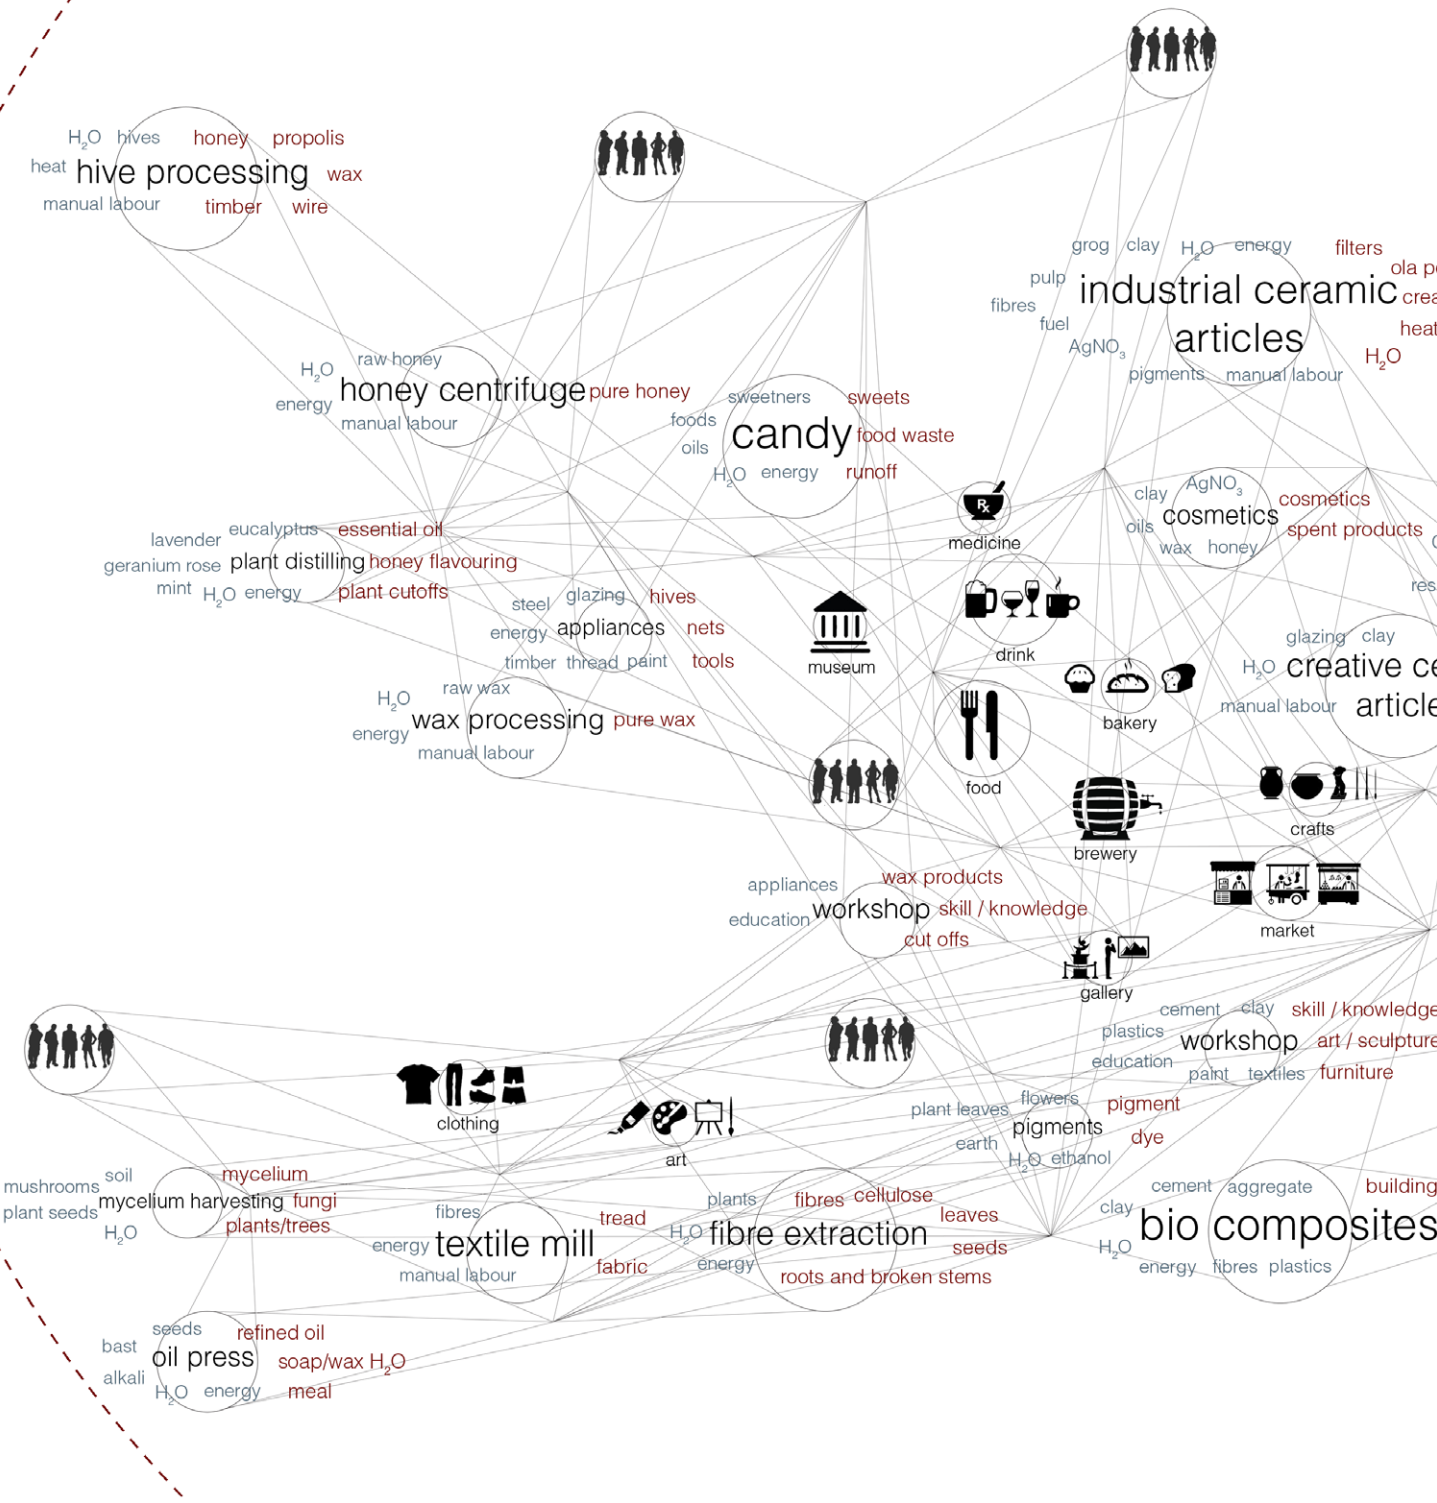 H₂O hives honey propolis
heat hive processing wax
manual labour timber wire
grog clay H₂O energy filters
pulp industrial ceramic
fibres articles
fuel
AgNO₃ H₂O
pigments manual labour
raw honey
H₂O honey centrifuge pure honey
energy manual labour
sweetners sweets
foods candy food waste
oils
H₂O energy runoff
medicine
clay AgNO₃ cosmetics
oils cosmetics spent products
wax honey
lavender eucalyptus essential oil
geranium rose plant distilling honey flavouring
mint H₂O energy plant cutoffs
steel glazing hives
energy appliances nets
timber thread paint tools
museum
drink
bakery
glazing clay
H₂O creative
manual labour
H₂O raw wax
wax processing pure wax
energy manual labour
food
crafts
brewery
market
appliances wax products
education workshop skill / knowledge
cut offs
gallery
cement clay skill / knowledge
plastics workshop art / sculpture
education furniture
paint textiles
clothing
art
plant leaves flowers pigment
pigments dye
earth H₂O ethanol
soil mycelium
mushrooms mycelium harvesting fungi
plant seeds plants/trees
H₂O
fibres tread
energy textile mill
manual labour fabric
plants fibres cellulose
H₂O fibre extraction leaves
energy seeds
roots and broken stems
cement aggregate building
clay bio composites
H₂O
energy fibres plastics
seeds refined oil
bast oil press soap/wax H₂O
alkali
H₂O energy meal